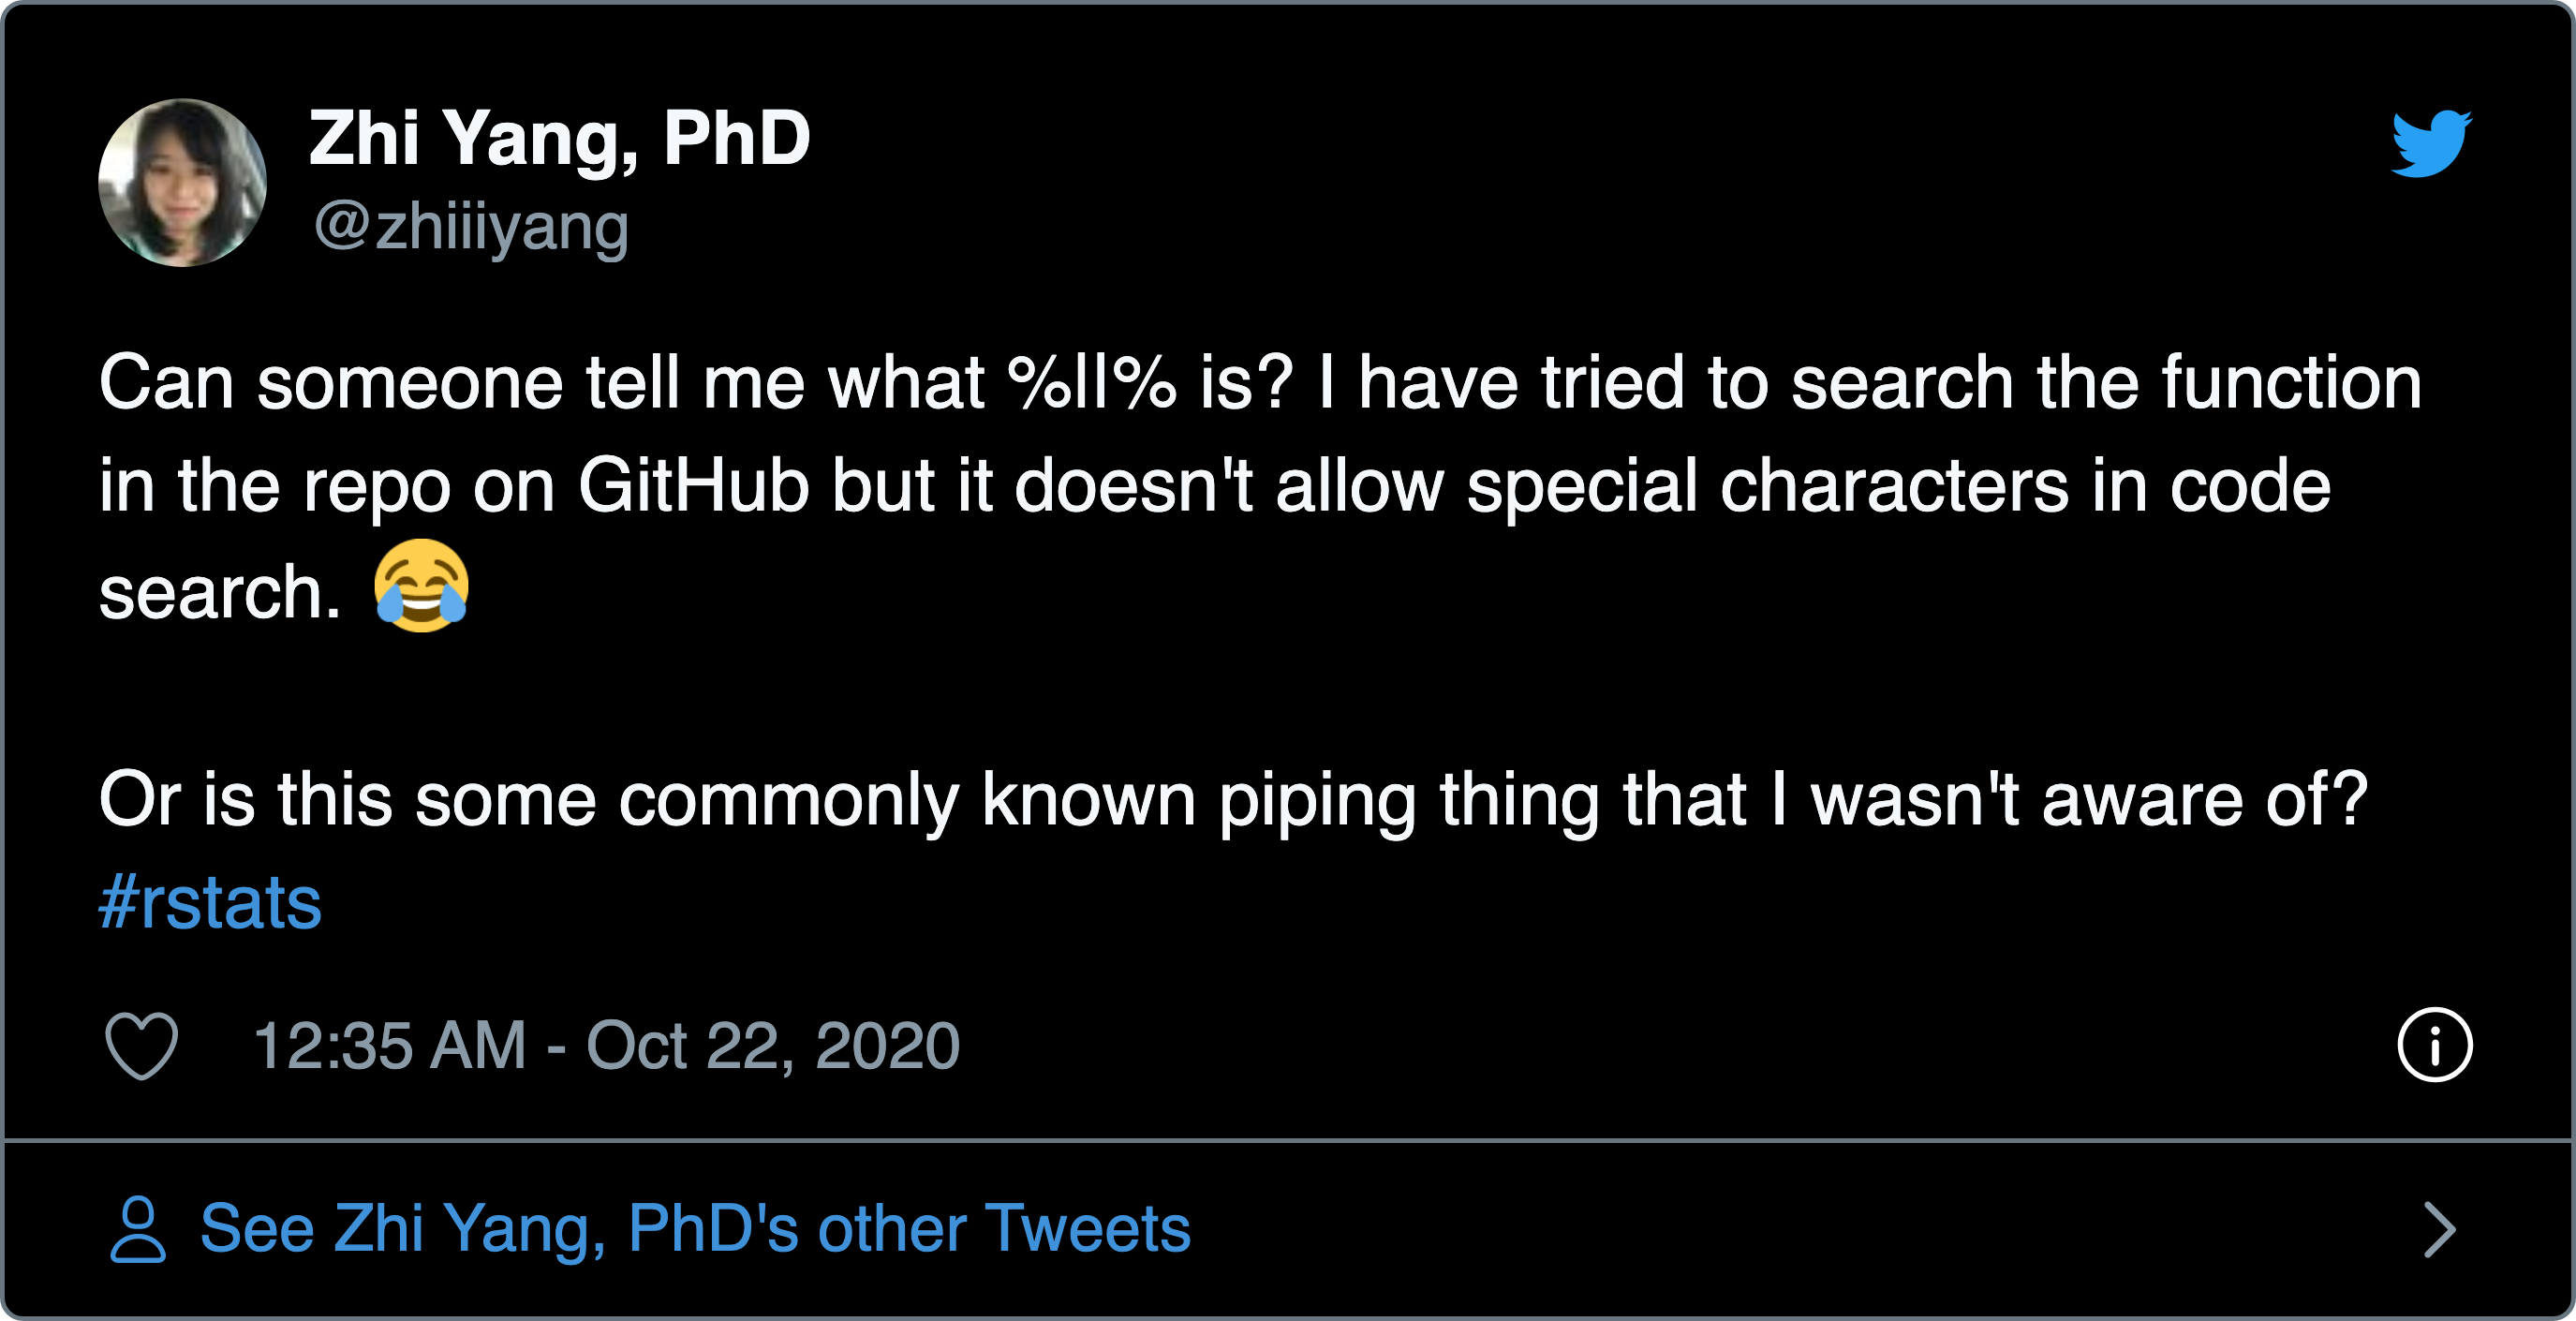 Zhi Yang, PhD
@zhiiiyang
Can someone tell me what %||% is? I have tried to search the function
in the repo on GitHub but it doesn't allow special characters in code
search. 😂
Or is this some commonly known piping thing that I wasn't aware of?
#rstats
12:35 AM - Oct 22, 2020
See Zhi Yang, PhD's other Tweets